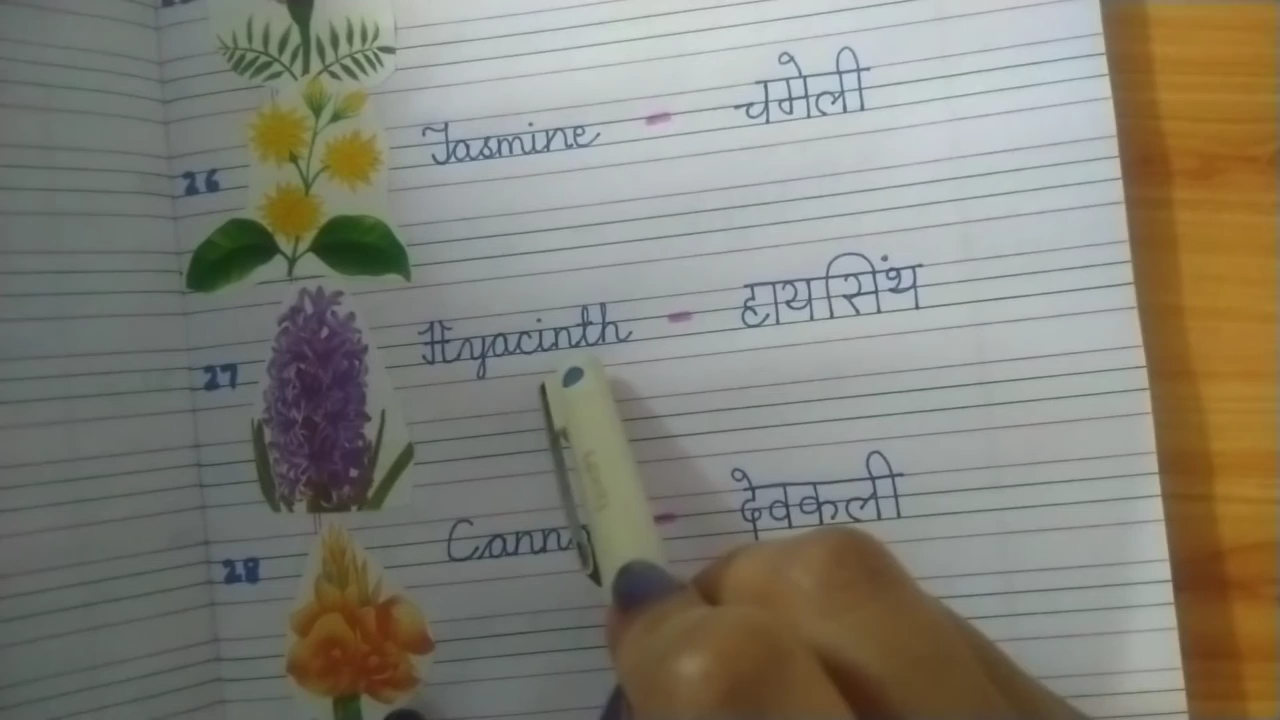 26 Jasmine - चमेली
27 Hyacinth - हायसिंथ
28 - देवकली